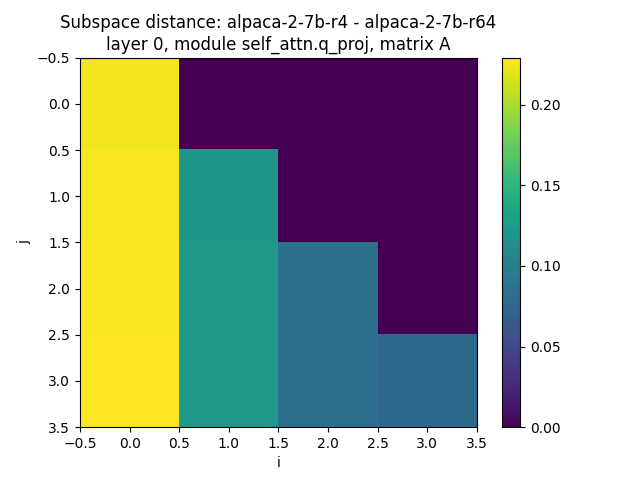 Subspace distance: alpaca-2-7b-r4 - alpaca-2-7b-r64
layer 0, module self_attn.q_proj, matrix A
−0.5
0.0
0.5
1.0
1.5
2.0
2.5
3.0
3.5
j
−0.5 0.0 0.5 1.0 1.5 2.0 2.5 3.0 3.5
i
0.20
0.15
0.10
0.05
0.00